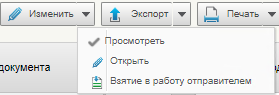 Изменить Экспорт Печать
Просмотреть
документа Открыть
Взятие в работу отправителем